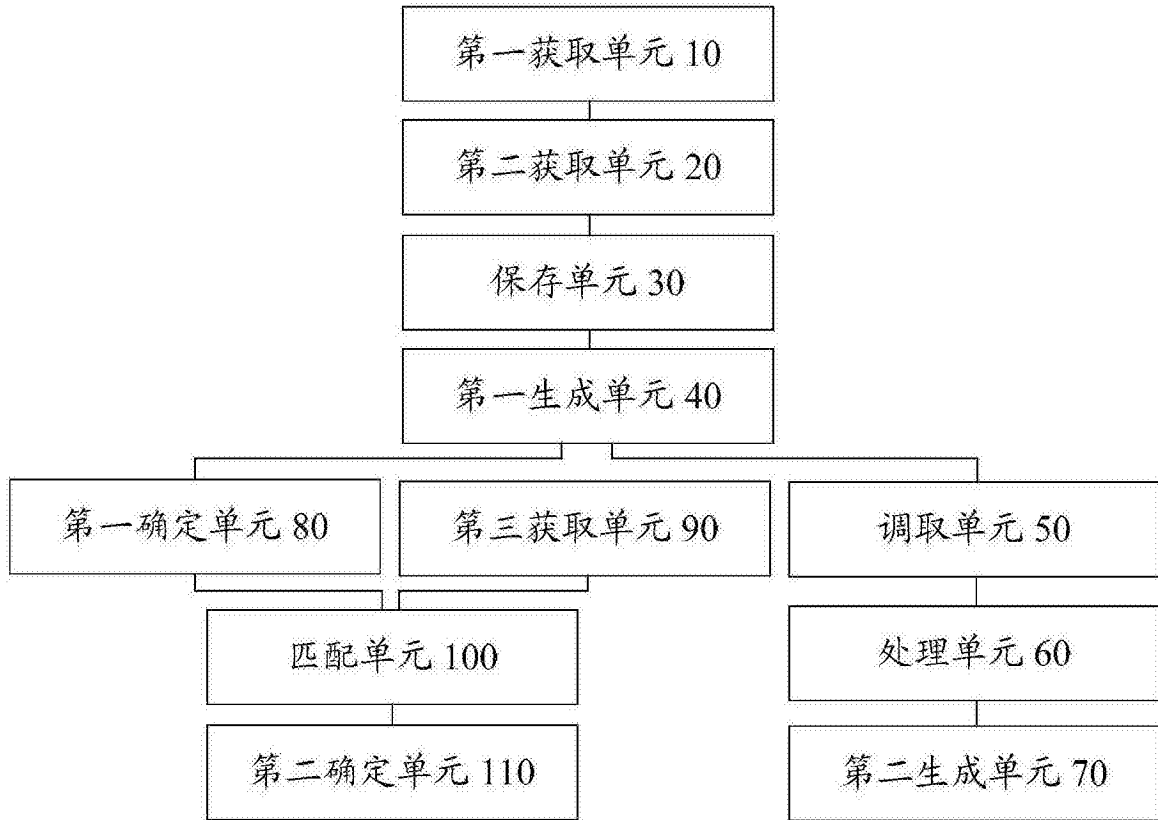 第一获取单元 10
第二获取单元 20
保存单元 30
第一生成单元 40
第一确定单元 80
第三获取单元 90
调取单元 50
匹配单元 100
处理单元 60
第二确定单元 110
第二生成单元 70